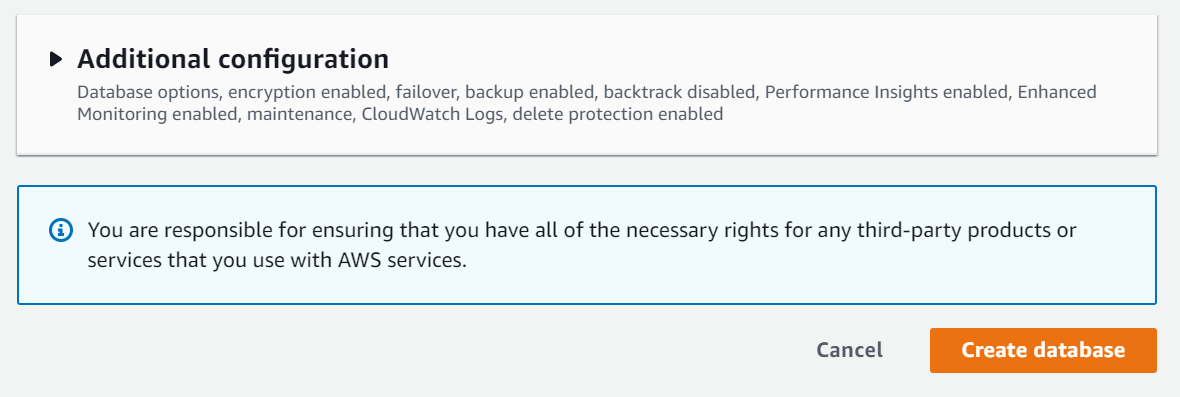 Additional configuration
Database options, encryption enabled, failover, backup enabled, backtrack disabled, Performance Insights enabled, Enhanced
Monitoring enabled, maintenance, CloudWatch Logs, delete protection enabled
You are responsible for ensuring that you have all of the necessary rights for any third-party products or
services that you use with AWS services.
Cancel
Create database